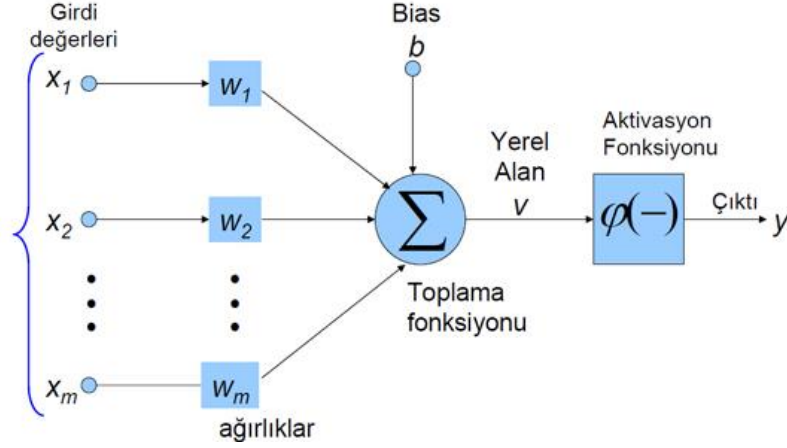 Girdi
değerleri
x1
w1
x2
w2
xm
wm
ağırlıklar
Bias
b
∑
Toplama
fonksiyonu
Yerel
Alan
v
Aktivasyon
Fonksiyonu
φ(−)
Çıktı
y